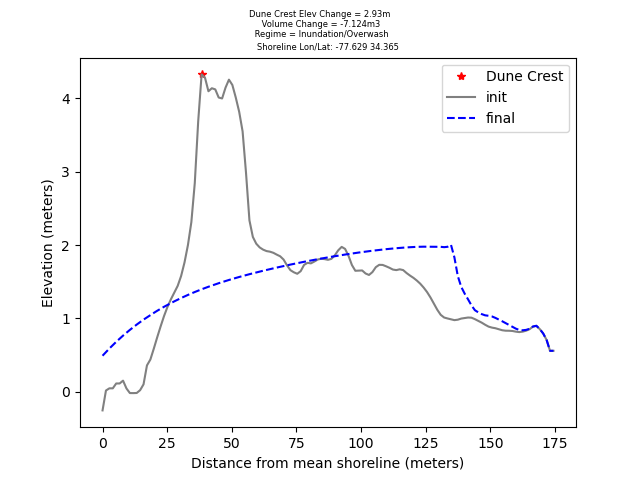 Dune Crest Elev Change = 2.93m
Volume Change = -7.124m3
Regime = Inundation/Overwash
Shoreline Lon/Lat: -77.629 34.365
Dune Crest
init
final
Elevation (meters)
4
3
2
1
0
0 25 50 75 100 125 150 175
Distance from mean shoreline (meters)